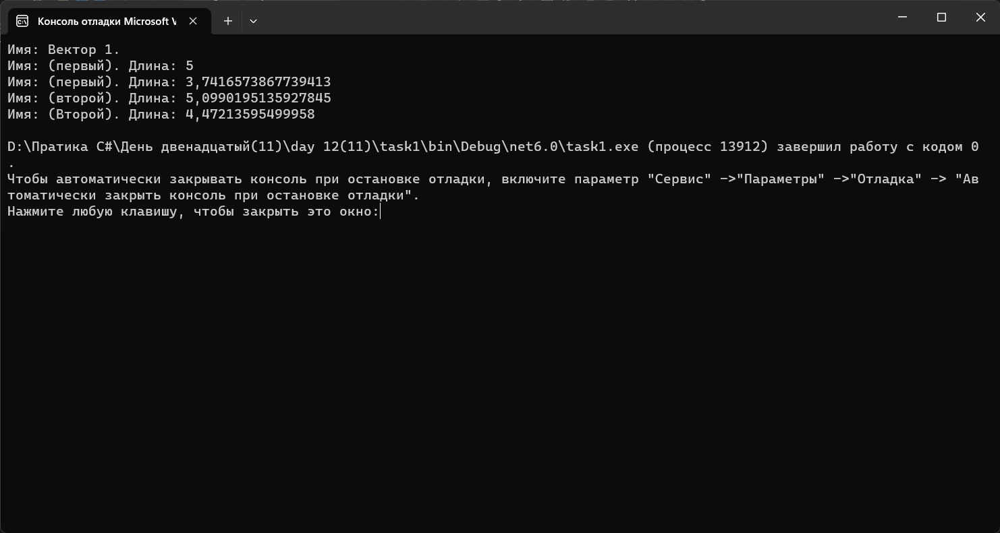 Консоль отладки Microsoft V
Имя: Вектор 1.
Имя: (первый). Длина: 5
Имя: (первый). Длина: 3,7416573867739413
Имя: (второй). Длина: 5,0990195135927845
Имя: (Второй). Длина: 4,47213595499958
D:\Пратика C#\День двенадцатый(11)\day 12(11)\task1\bin\Debug\net6.0\task1.exe (процесс 13912) завершил работу с кодом 0
.
Чтобы автоматически закрывать консоль при остановке отладки, включите параметр "Сервис" ->"Параметры" ->"Отладка" -> "Ав
томатически закрыть консоль при остановке отладки".
Нажмите любую клавишу, чтобы закрыть это окно: